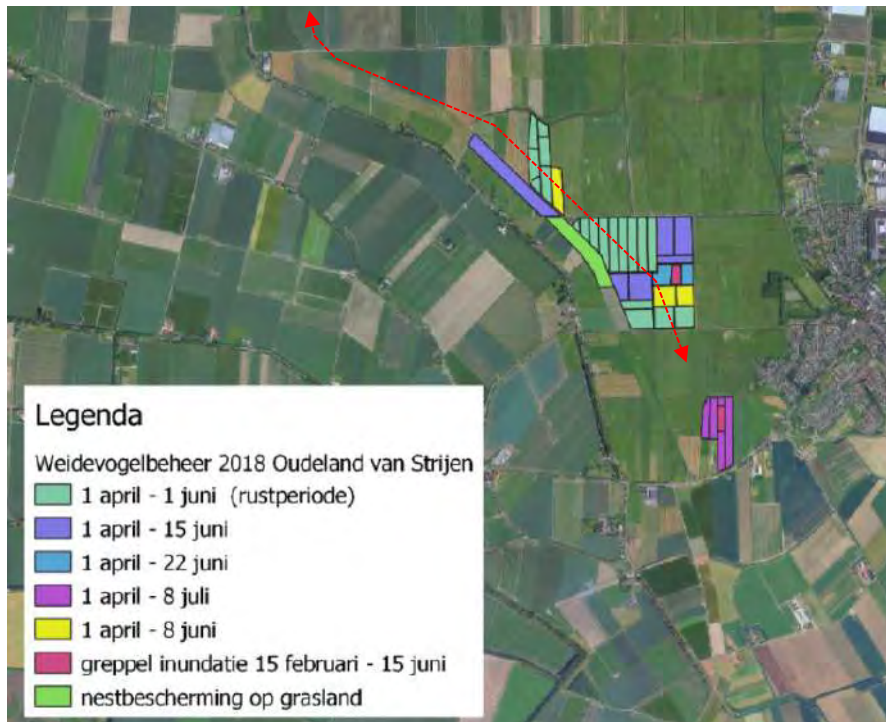 Legenda
Weidevogelbeheer 2018 Oudeland van Strijen
1 april - 1 juni (rustperiode)
1 april - 15 juni
1 april - 22 juni
1 april - 8 juli
1 april - 8 juni
greppel inundatie 15 februari - 15 juni
nestbescherming op grasland